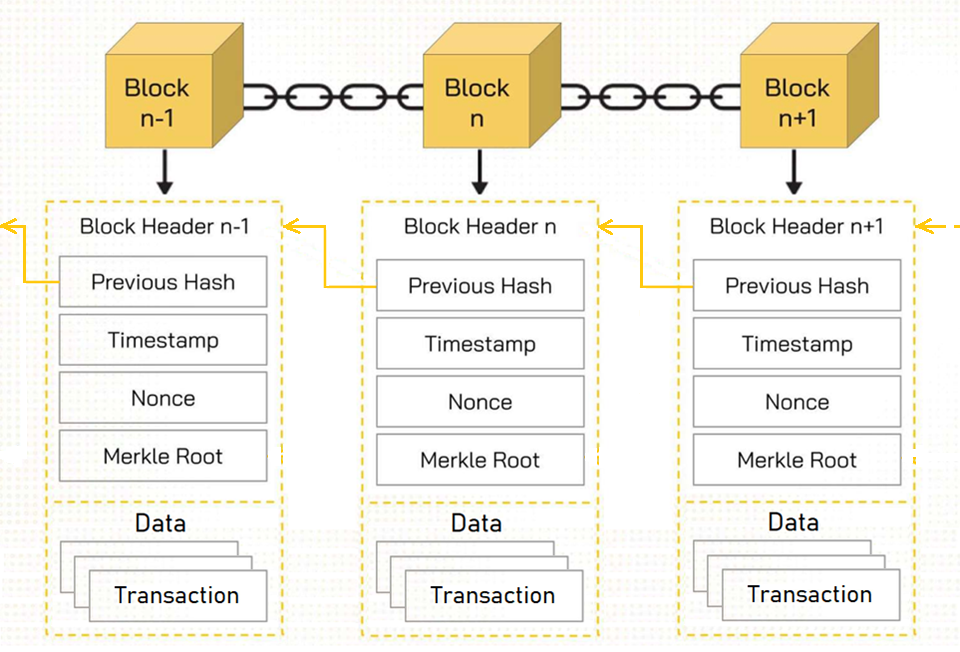 Block
n-1
Block
n
Block
n+1
Block Header n-1
Previous Hash
Timestamp
Nonce
Merkle Root
Data
Transaction
Block Header n
Previous Hash
Timestamp
Nonce
Merkle Root
Data
Transaction
Block Header n+1
Previous Hash
Timestamp
Nonce
Merkle Root
Data
Transaction